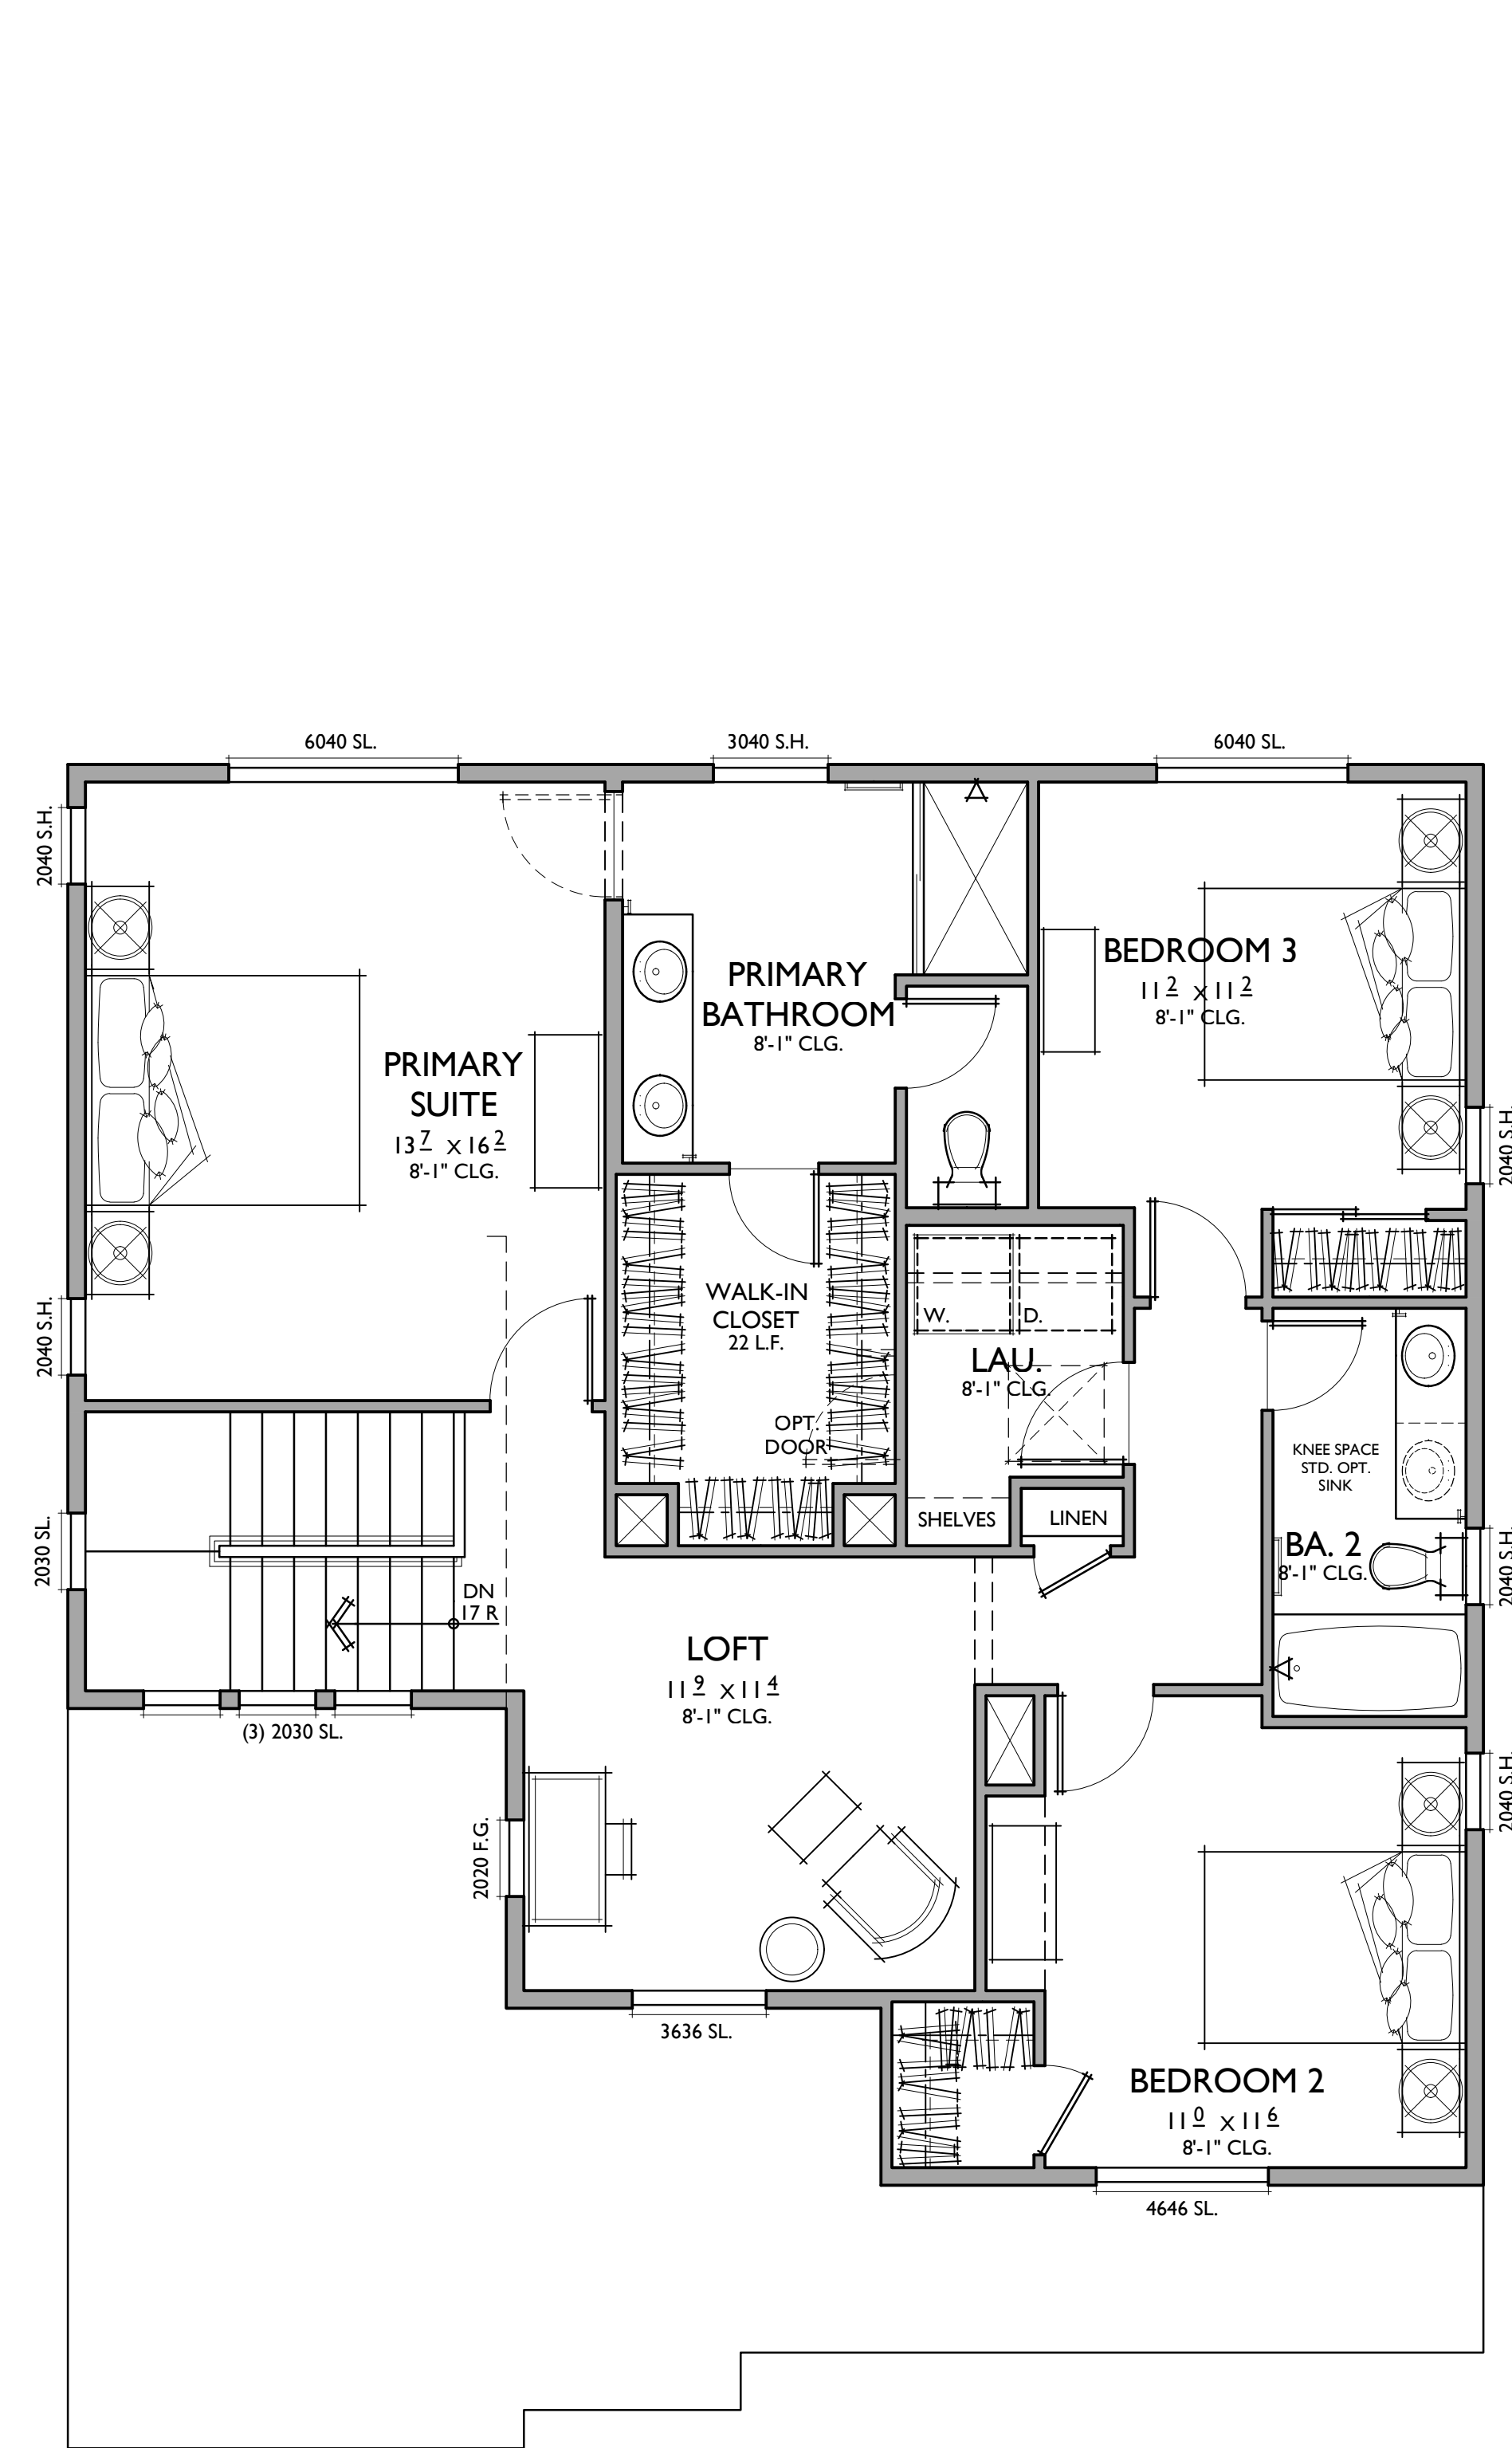 6040 SL.
3040 S.H.
6040 SL.
2040 S.H.
BEDROOM 3
11 2 X 11 2
8'-1" CLG.
PRIMARY
BATHROOM
8'-1" CLG.
PRIMARY
SUITE
13 7 X 16 2
8'-1" CLG.
2040 S.H.
WALK-IN
CLOSET
22 L.F.
W.
D.
2040 S.H.
LAU.
8'-1" CLG.
OPT.
DOOR
KNEE SPACE
STD. OPT.
SINK
SHELVES
LINEN
2030 SL.
BA. 2
8'-1" CLG.
2040 S.H.
DN
17 R
LOFT
11 9 X 11 4
8'-1" CLG.
(3) 2030 SL.
2040 S.H.
2020 F.G.
3636 SL.
BEDROOM 2
11 0 X 11 6
8'-1" CLG.
4646 SL.